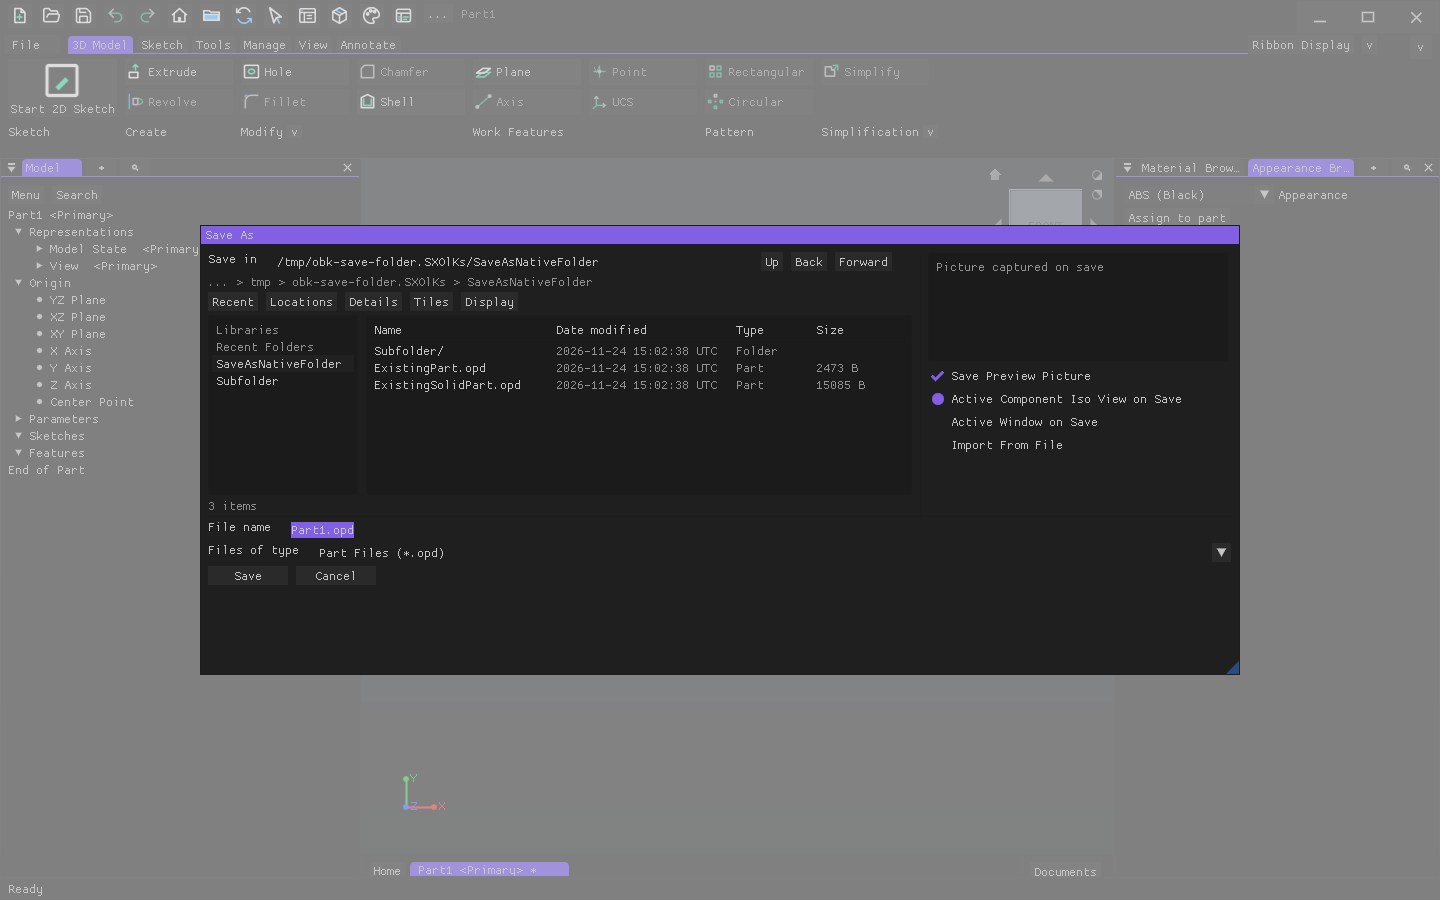 ... Part1
File 3D Model Sketch Tools Manage View Annotate Ribbon Display v v
Start 2D Sketch
Extrude
Revolve
Hole
Fillet
Chamfer
Shell
Plane
Axis
Point
UCS
Rectangular
Circular
Simplify
Sketch Create Modify v Work Features Pattern Simplification v
Model
Menu Search
Part1 <Primary>
Representations
Model State <Primary
View <Primary>
Origin
YZ Plane
XZ Plane
XY Plane
X Axis
Y Axis
Z Axis
Center Point
Parameters
Sketches
Features
End of Part
Material Brow… Appearance Br…
ABS (Black) Appearance
Assign to part
Save As
Save in /tmp/obk-save-folder.SXOlKs/SaveAsNativeFolder Up Back Forward
... > tmp > obk-save-folder.SXOlKs > SaveAsNativeFolder
Recent Locations Details Tiles Display
Libraries
Recent Folders
SaveAsNativeFolder
Subfolder
Name Date modified Type Size
Subfolder/ 2026-11-24 15:02:38 UTC Folder
ExistingPart.opd 2026-11-24 15:02:38 UTC Part 2473 B
ExistingSolidPart.opd 2026-11-24 15:02:38 UTC Part 15085 B
Picture captured on save
Save Preview Picture
Active Component Iso View on Save
Active Window on Save
Import From File
3 items
File name Part1.opd
Files of type Part Files (*.opd)
Save Cancel
Y
Z X
Home Part1 <Primary> * Documents
Ready